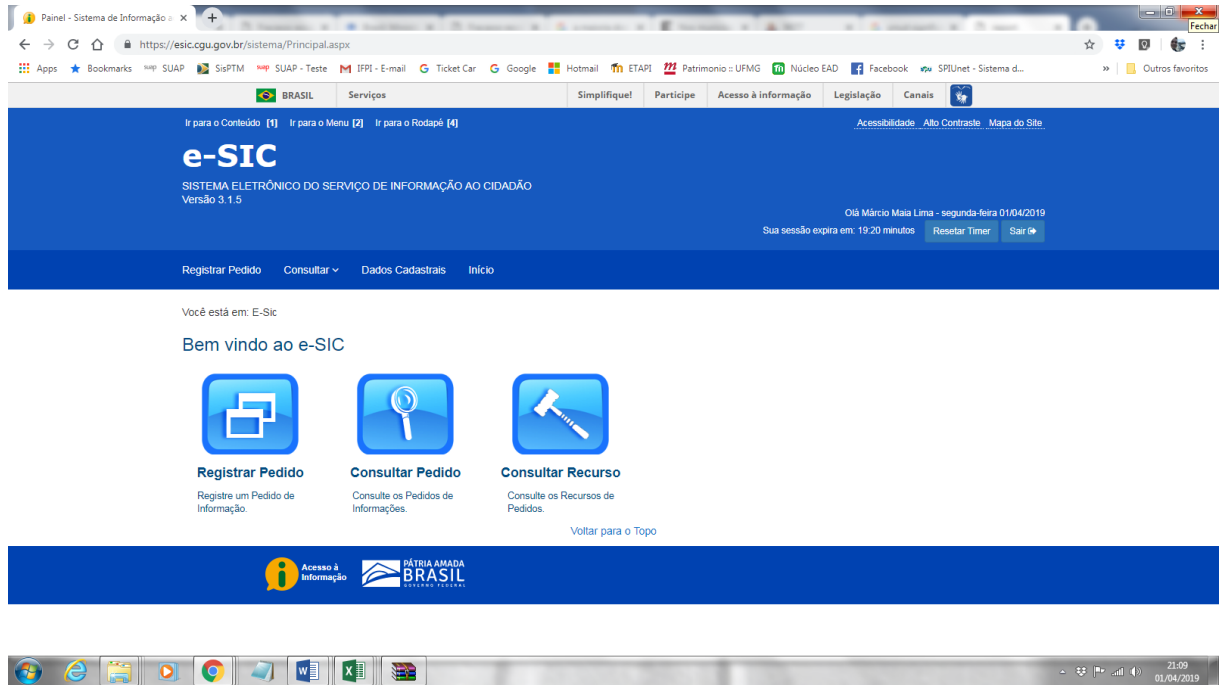 Painel - Sistema de Informação a
Fechar
https://esic.cgu.gov.br/sistema/Principal.aspx
Apps Bookmarks SUAP SisPTM SUAP - Teste IFPI - E-mail Ticket Car Google Hotmail ETAPI Patrimonio :: UFMG Núcleo EAD Facebook SPIUnet - Sistema d... » Outros favoritos
BRASIL Serviços Simplifique! Participe Acesso à informação Legislação Canais
Ir para o Conteúdo [1] Ir para o Menu [2] Ir para o Rodapé [4] Acessibilidade Alto Contraste Mapa do Site
e-SIC
SISTEMA ELETRÔNICO DO SERVIÇO DE INFORMAÇÃO AO CIDADÃO
Versão 3.1.5
Olá Márcio Maia Lima - segunda-feira 01/04/2019
Sua sessão expira em: 19:20 minutos Resetar Timer Sair
Registrar Pedido Consultar Dados Cadastrais Início
Você está em: E-Sic
Bem vindo ao e-SIC
Registrar Pedido Consultar Pedido Consultar Recurso
Registre um Pedido de Consulte os Pedidos de Consulte os Recursos de
Informação. Informações. Pedidos.
Voltar para o Topo
Acesso à
Informação
PÁTRIA AMADA
BRASIL
GOVERNO FEDERAL
21:09
01/04/2019